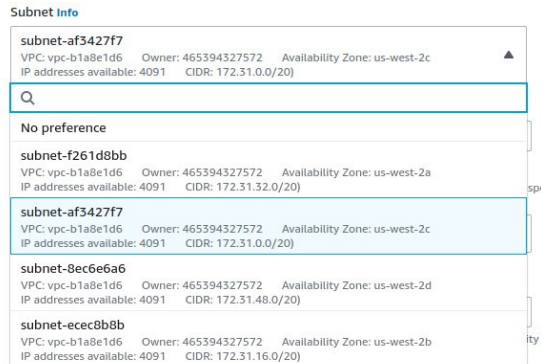 Subnet Info
subnet-af3427f7
VPC: vpc-b1a8e1d6 Owner: 465394327572 Availability Zone: us-west-2c
IP addresses available: 4091 CIDR: 172.31.0.0/20)
No preference
subnet-f261d8bb
VPC: vpc-b1a8e1d6 Owner: 465394327572 Availability Zone: us-west-2a
IP addresses available: 4091 CIDR: 172.31.32.0/20)
subnet-af3427f7
VPC: vpc-b1a8e1d6 Owner: 465394327572 Availability Zone: us-west-2c
IP addresses available: 4091 CIDR: 172.31.0.0/20)
subnet-8ec6e6a6
VPC: vpc-b1a8e1d6 Owner: 465394327572 Availability Zone: us-west-2d
IP addresses available: 4091 CIDR: 172.31.48.0/20)
subnet-ecec8b8b
VPC: vpc-b1a8e1d6 Owner: 465394327572 Availability Zone: us-west-2b
IP addresses available: 4091 CIDR: 172.31.16.0/20)